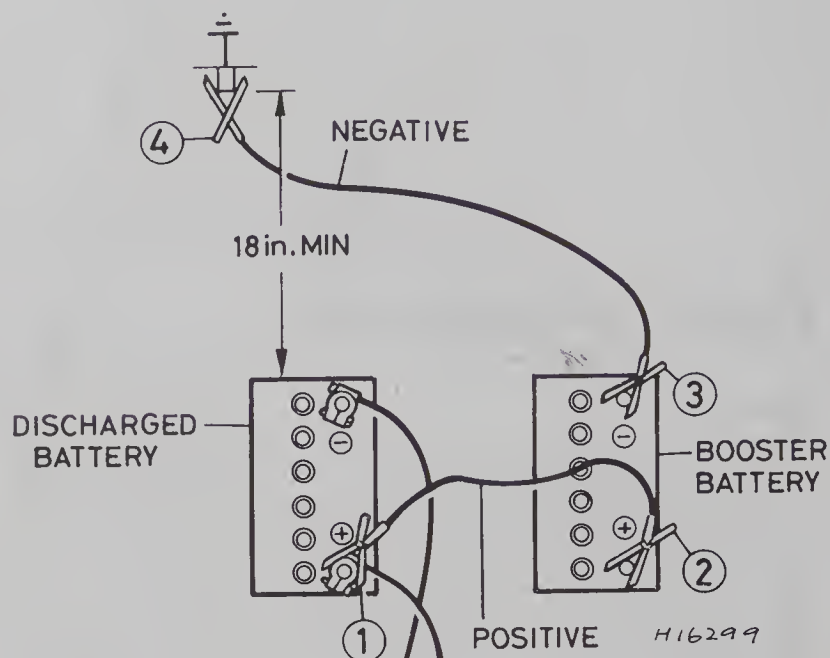 4
NEGATIVE
18in.MIN
3
DISCHARGED
BATTERY
−
−
BOOSTER
BATTERY
+
+
2
1
POSITIVE
H16299